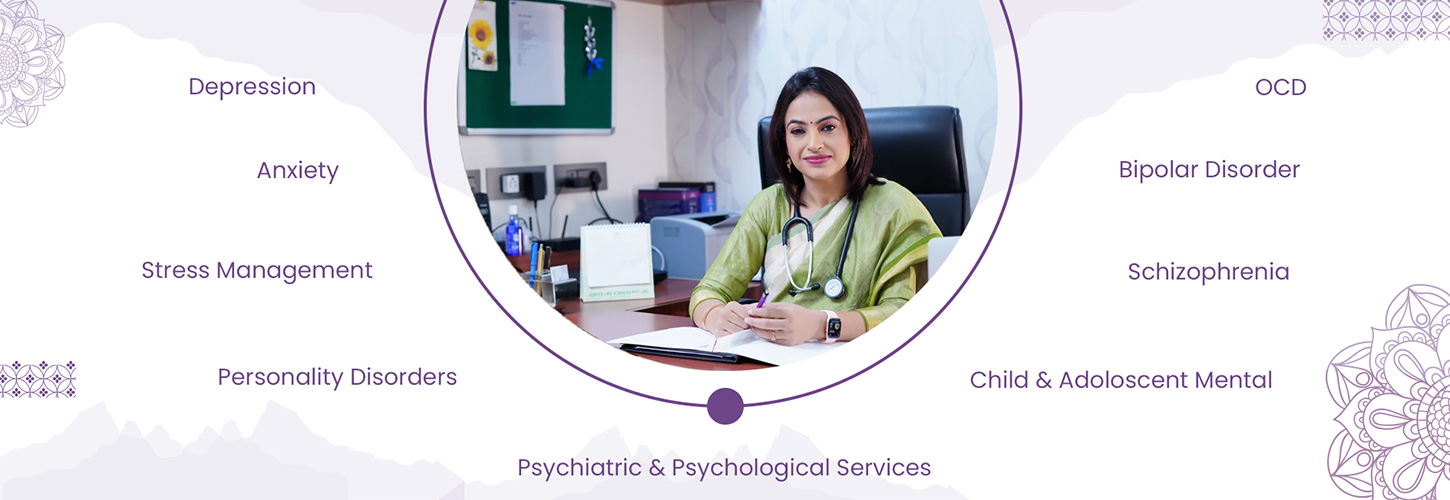 Depression
Anxiety
Stress Management
Personality Disorders
OCD
Bipolar Disorder
Schizophrenia
Child & Adoloscent Mental
Psychiatric & Psychological Services